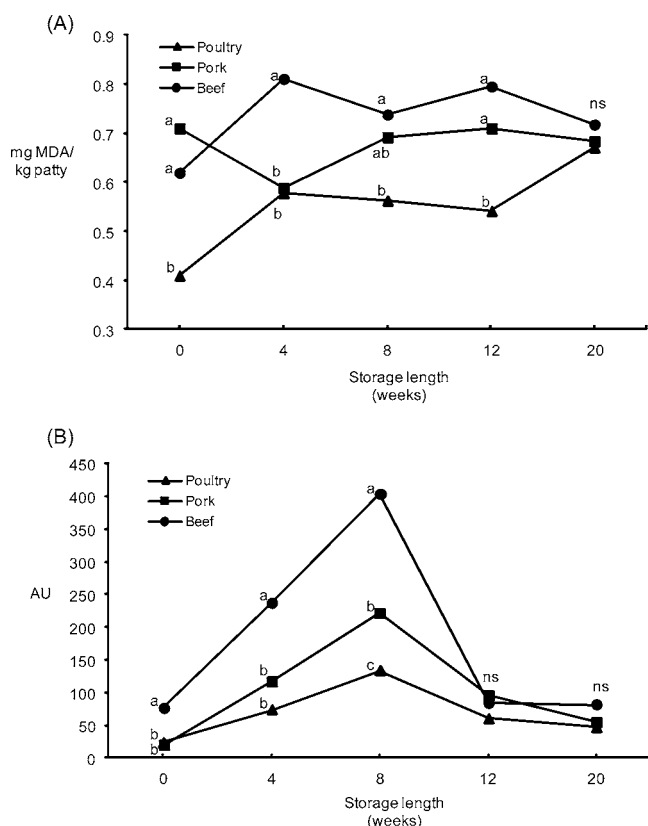 (A)
0.9
0.8
0.7
0.6
0.5
0.4
0.3
mg MDA/
kg patty
Poultry
Pork
Beef
a
a
b
a
b
b
a
ab
b
a
a
b
ns
0
4
8
12
20
Storage length
(weeks)
(B)
450
400
350
300
250
200
150
100
50
0
AU
Poultry
Pork
Beef
a
b
b
a
b
b
a
b
c
ns
ns
0
4
8
12
20
Storage length
(weeks)